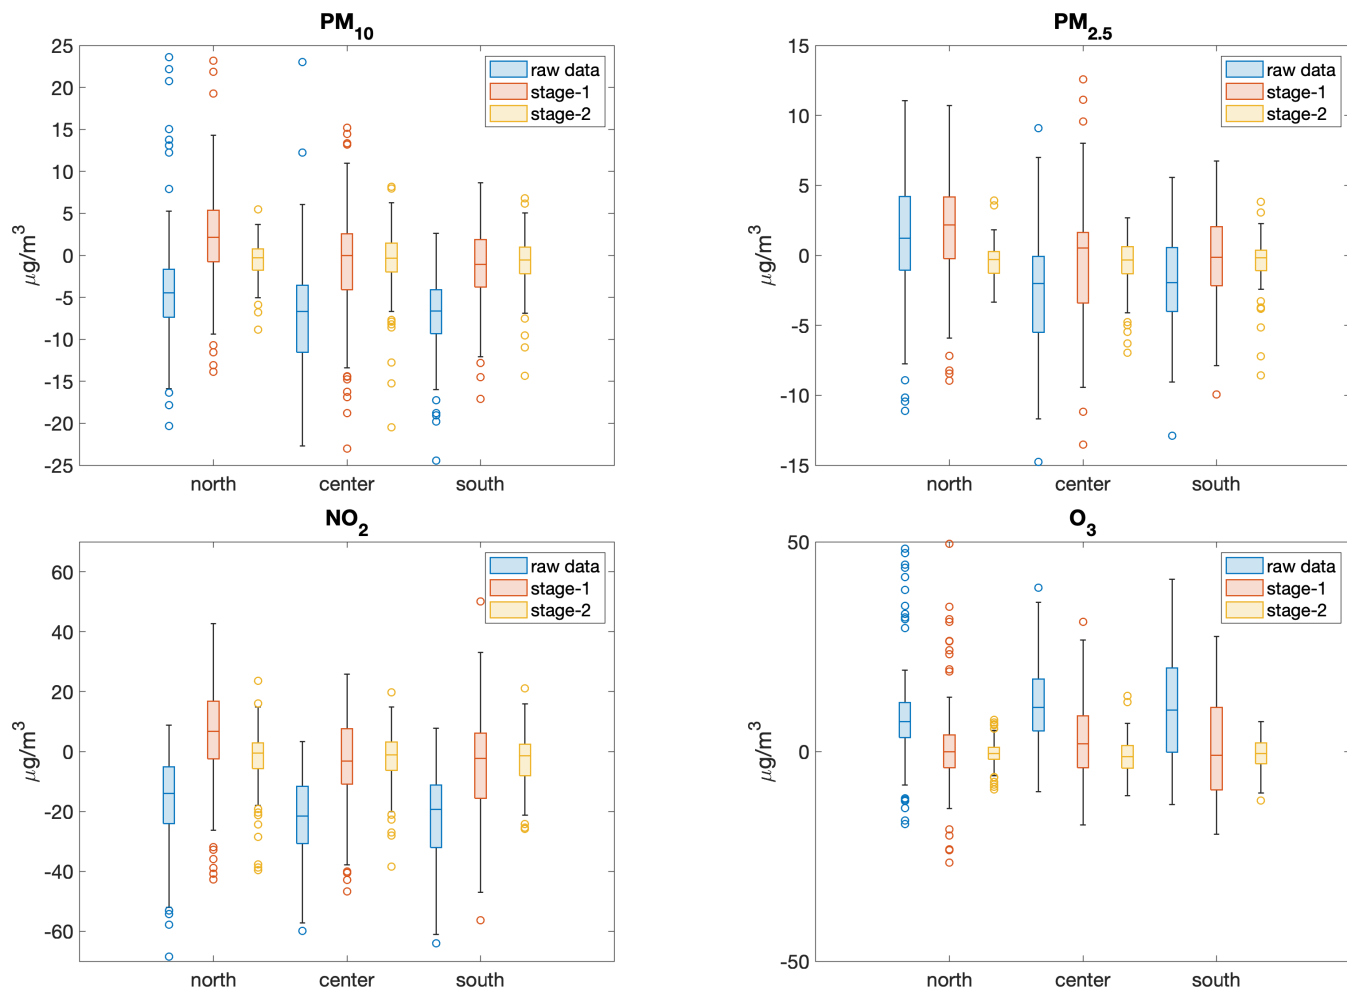 PM10
25
20
15
10
5
0
-5
-10
-15
-20
-25
μg/m3
north center south
raw data
stage-1
stage-2
PM2.5
15
10
5
0
-5
-10
-15
μg/m3
north center south
raw data
stage-1
stage-2
NO2
60
40
20
0
-20
-40
-60
μg/m3
north center south
raw data
stage-1
stage-2
O3
50
0
-50
μg/m3
north center south
raw data
stage-1
stage-2